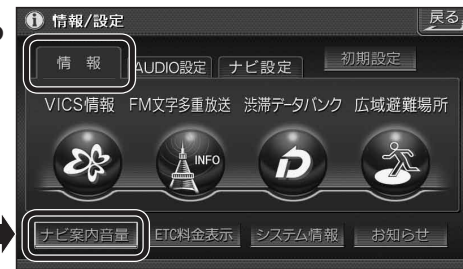 情報/設定 戻る
情 報 AUDIO設定 ナビ設定 初期設定
VICS情報 FM文字多重放送 渋滞データバンク 広域避難場所
INFO
ナビ案内音量 ETC料金表示 システム情報 お知らせ